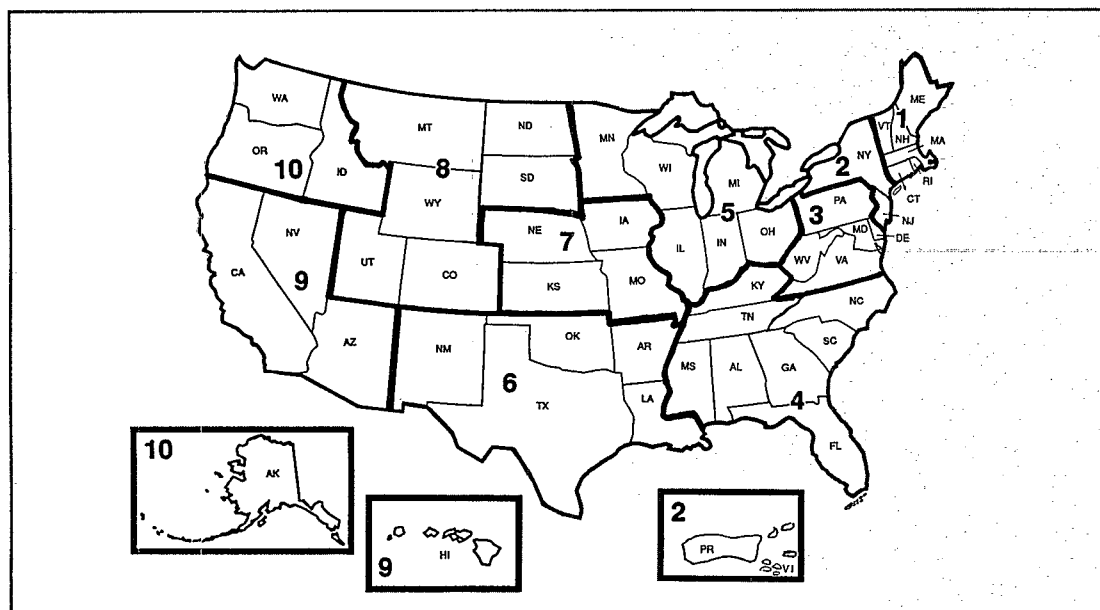 WA
ME
MT
ND
1
VT
MN
NH
MA
OR
NY
10
WI
2
ID
8
SD
MI
RI
WY
CT
5
PA
3
IA
NJ
NV
NE
7
MD
OH
DE
IL
IN
CA
UT
WV
VA
CO
9
KS
MO
KY
NC
TN
AZ
OK
NM
AR
SC
6
MS
AL
GA
LA
4
TX
FL
10
AK
2
HI
9
PR
VI